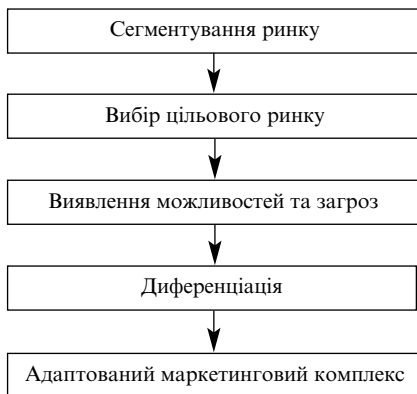 Сегментування ринку
Вибір цільового ринку
Виявлення можливостей та загроз
Диференціація
Адаптований маркетинговий комплекс